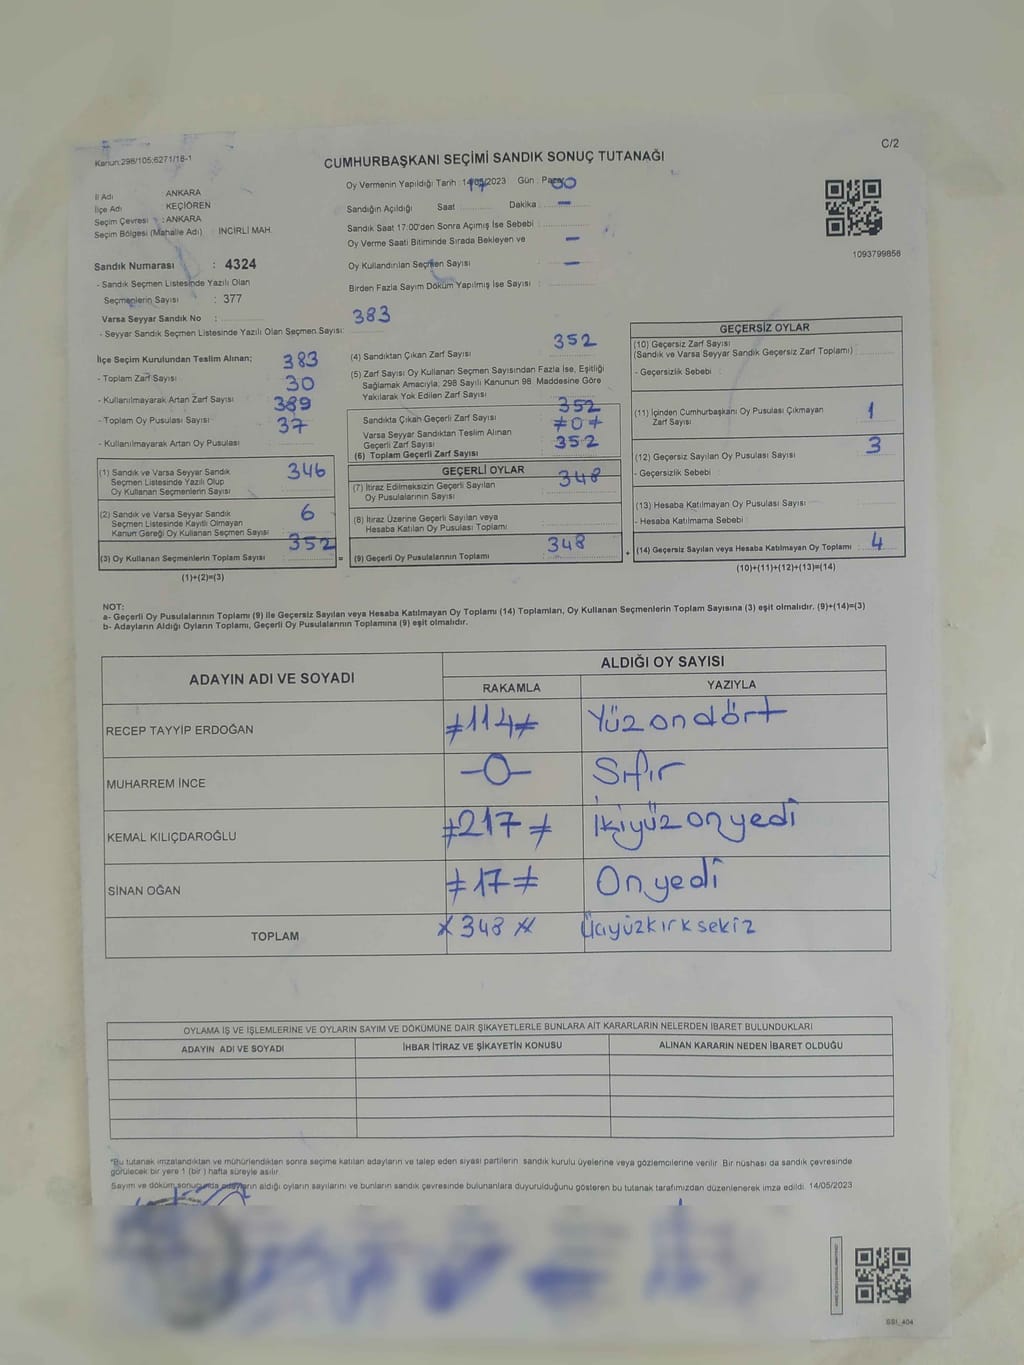 Kanun:298/105;6271/18-1
C/2
CUMHURBAŞKANI SEÇİMİ SANDIK SONUÇ TUTANAĞI
İl Adı ANKARA
İlçe Adı KEÇİÖREN
Seçim Çevresi : ANKARA
Seçim Bölgesi (Mahalle Adı) : İNCİRLİ MAH.
Sandık Numarası : 4324
- Sandık Seçmen Listesinde Yazılı Olan
Seçmenlerin Sayısı : 377
Varsa Seyyar Sandık No :
- Seyyar Sandık Seçmen Listesinde Yazılı Olan Seçmen Sayısı:
383
Oy Vermenin Yapıldığı Tarih : 14/05/2023 Gün : Pazar
17 00
Sandığın Açıldığı Saat Dakika : —
Sandık Saat 17:00'den Sonra Açılmış İse Sebebi :
Oy Verme Saati Bitiminde Sırada Bekleyen ve —
Oy Kullandırılan Seçmen Sayısı —
Birden Fazla Sayım Döküm Yapılmış İse Sayısı :
1093799858
İlçe Seçim Kurulundan Teslim Alınan;
- Toplam Zarf Sayısı 383
- Kullanılmayarak Artan Zarf Sayısı 30
- Toplam Oy Pusulası Sayısı 389
- Kullanılmayarak Artan Oy Pusulası 37
(1) Sandık ve Varsa Seyyar Sandık
Seçmen Listesinde Yazılı Olup
Oy Kullanan Seçmenlerin Sayısı
346
(2) Sandık ve Varsa Seyyar Sandık
Seçmen Listesinde Kayıtlı Olmayan
Kanun Gereği Oy Kullanan Seçmen Sayısı
6
(3) Oy Kullanan Seçmenlerin Toplam Sayısı 352 =
(1)+(2)=(3)
(4) Sandıktan Çıkan Zarf Sayısı 352
(5) Zarf Sayısı Oy Kullanan Seçmen Sayısından Fazla İse, Eşitliği
Sağlamak Amacıyla, 298 Sayılı Kanunun 98. Maddesine Göre
Yakılarak Yok Edilen Zarf Sayısı
Sandıkta Çıkan Geçerli Zarf Sayısı 352
Varsa Seyyar Sandıktan Teslim Alınan
Geçerli Zarf Sayısı ≠0≠
(6) Toplam Geçerli Zarf Sayısı 352
GEÇERLİ OYLAR
(7) İtiraz Edilmeksizin Geçerli Sayılan
Oy Pusulalarının Sayısı
348
(8) İtiraz Üzerine Geçerli Sayılan veya
Hesaba Katılan Oy Pusulası Toplamı
(9) Geçerli Oy Pusulalarının Toplamı 348 +
GEÇERSİZ OYLAR
(10) Geçersiz Zarf Sayısı
(Sandık ve Varsa Seyyar Sandık Geçersiz Zarf Toplamı)
- Geçersizlik Sebebi :
(11) İçinden Cumhurbaşkanı Oy Pusulası Çıkmayan
Zarf Sayısı
1
(12) Geçersiz Sayılan Oy Pusulası Sayısı 3
- Geçersizlik Sebebi
(13) Hesaba Katılmayan Oy Pusulası Sayısı
- Hesaba Katılmama Sebebi
(14) Geçersiz Sayılan veya Hesaba Katılmayan Oy Toplamı 4
(10)+(11)+(12)+(13)=(14)
NOT:
a- Geçerli Oy Pusulalarının Toplamı (9) ile Geçersiz Sayılan veya Hesaba Katılmayan Oy Toplamı (14) Toplamları, Oy Kullanan Seçmenlerin Toplam Sayısına (3) eşit olmalıdır. (9)+(14)=(3)
b- Adayların Aldığı Oyların Toplamı, Geçerli Oy Pusulalarının Toplamına (9) eşit olmalıdır.
ADAYIN ADI VE SOYADI
ALDIĞI OY SAYISI
RAKAMLA YAZIYLA
RECEP TAYYİP ERDOĞAN ≠114≠ Yüzondört
MUHARREM İNCE —0— Sıfır
KEMAL KILIÇDAROĞLU ≠217≠ İkiyüzonyedi
SİNAN OĞAN ≠17≠ Onyedi
TOPLAM 348 Üçyüzkırksekiz
OYLAMA İŞ VE İŞLEMLERİNE VE OYLARIN SAYIM VE DÖKÜMÜNE DAİR ŞİKAYETLERLE BUNLARA AİT KARARLARIN NELERDEN İBARET BULUNDUKLARI
ADAYIN ADI VE SOYADI İHBAR İTİRAZ VE ŞİKAYETİN KONUSU ALINAN KARARIN NEDEN İBARET OLDUĞU
*Bu tutanak imzalandıktan ve mühürlendikten sonra seçime katılan adayların ve talep eden siyasi partilerin sandık kurulu üyelerine veya gözlemcilerine verilir. Bir nüshası da sandık çevresinde
görülecek bir yere 1 (bir ) hafta süreyle asılır.
Sayım ve döküm sonucunda adayların aldığı oyların sayılarını ve bunların sandık çevresinde bulunanlara duyurulduğunu gösteren bu tutanak tarafımızdan düzenlenerek imza edildi. 14/05/2023
SSI_404